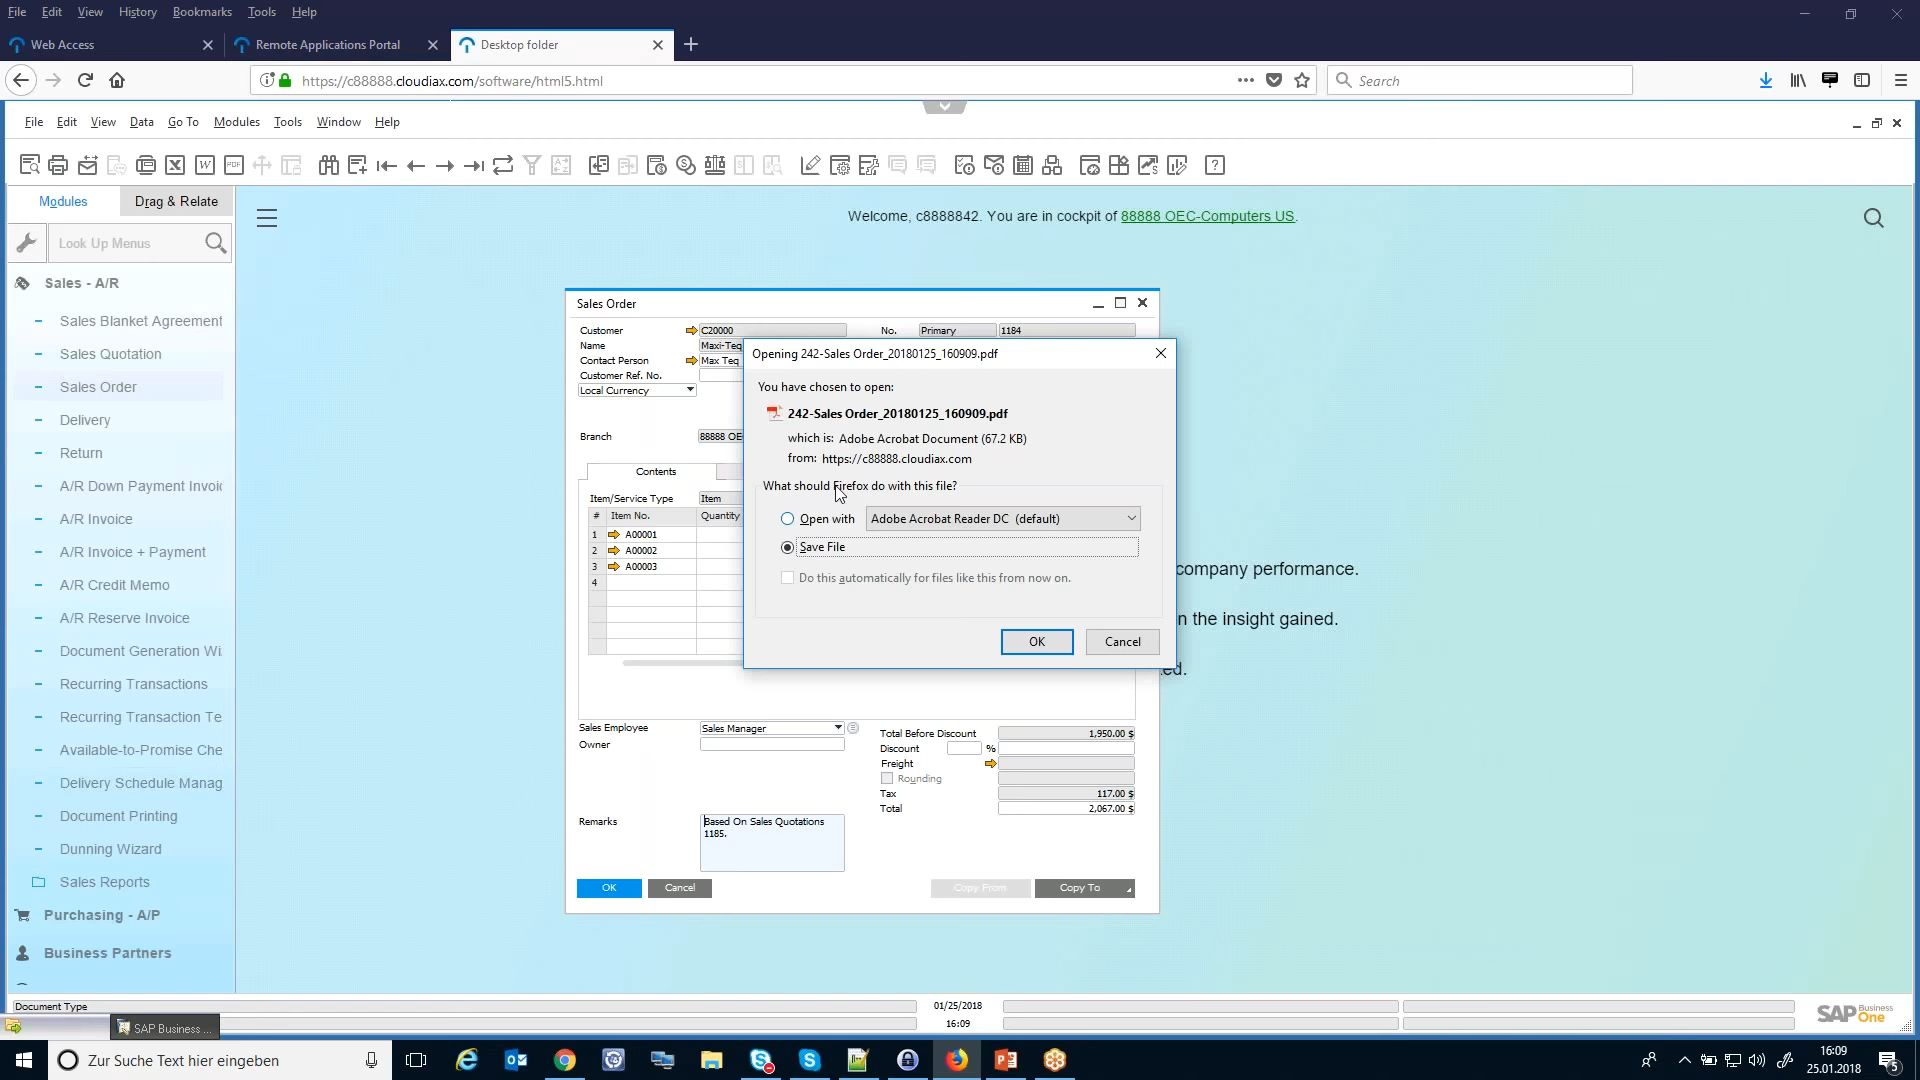 File Edit View History Bookmarks Tools Help
Web Access Remote Applications Portal Desktop folder
https://c88888.cloudiax.com/software/html5.html Search
File Edit View Data Go To Modules Tools Window Help
Modules Drag & Relate
Look Up Menus
Welcome, c8888842. You are in cockpit of 88888 OEC-Computers US.
Sales - A/R
Sales Blanket Agreement
Sales Quotation
Sales Order
Delivery
Return
A/R Down Payment Invoic
A/R Invoice
A/R Invoice + Payment
A/R Credit Memo
A/R Reserve Invoice
Document Generation Wi
Recurring Transactions
Recurring Transaction Te
Available-to-Promise Che
Delivery Schedule Manag
Document Printing
Dunning Wizard
Sales Reports
Purchasing - A/P
Business Partners
Sales Order
Customer C20000 No. Primary 1184
Name Maxi-Teq
Contact Person Max Teq
Customer Ref. No.
Local Currency
Branch 88888 OE
Contents
Item/Service Type Item
# Item No. Quantity
1 A00001
2 A00002
3 A00003
4
Opening 242-Sales Order_20180125_160909.pdf
You have chosen to open:
242-Sales Order_20180125_160909.pdf
which is: Adobe Acrobat Document (67.2 KB)
from: https://c88888.cloudiax.com
What should Firefox do with this file?
Open with Adobe Acrobat Reader DC (default)
Save File
Do this automatically for files like this from now on.
OK Cancel
company performance.
n the insight gained.
ed.
Sales Employee Sales Manager
Owner
Total Before Discount 1,950.00 $
Discount %
Freight
Rounding
Tax 117.00 $
Total 2,067.00 $
Remarks Based On Sales Quotations
1185.
OK Cancel Copy From Copy To
Document Type 01/25/2018
16:09
SAP Business One
SAP Business ...
Zur Suche Text hier eingeben
16:09
25.01.2018
5